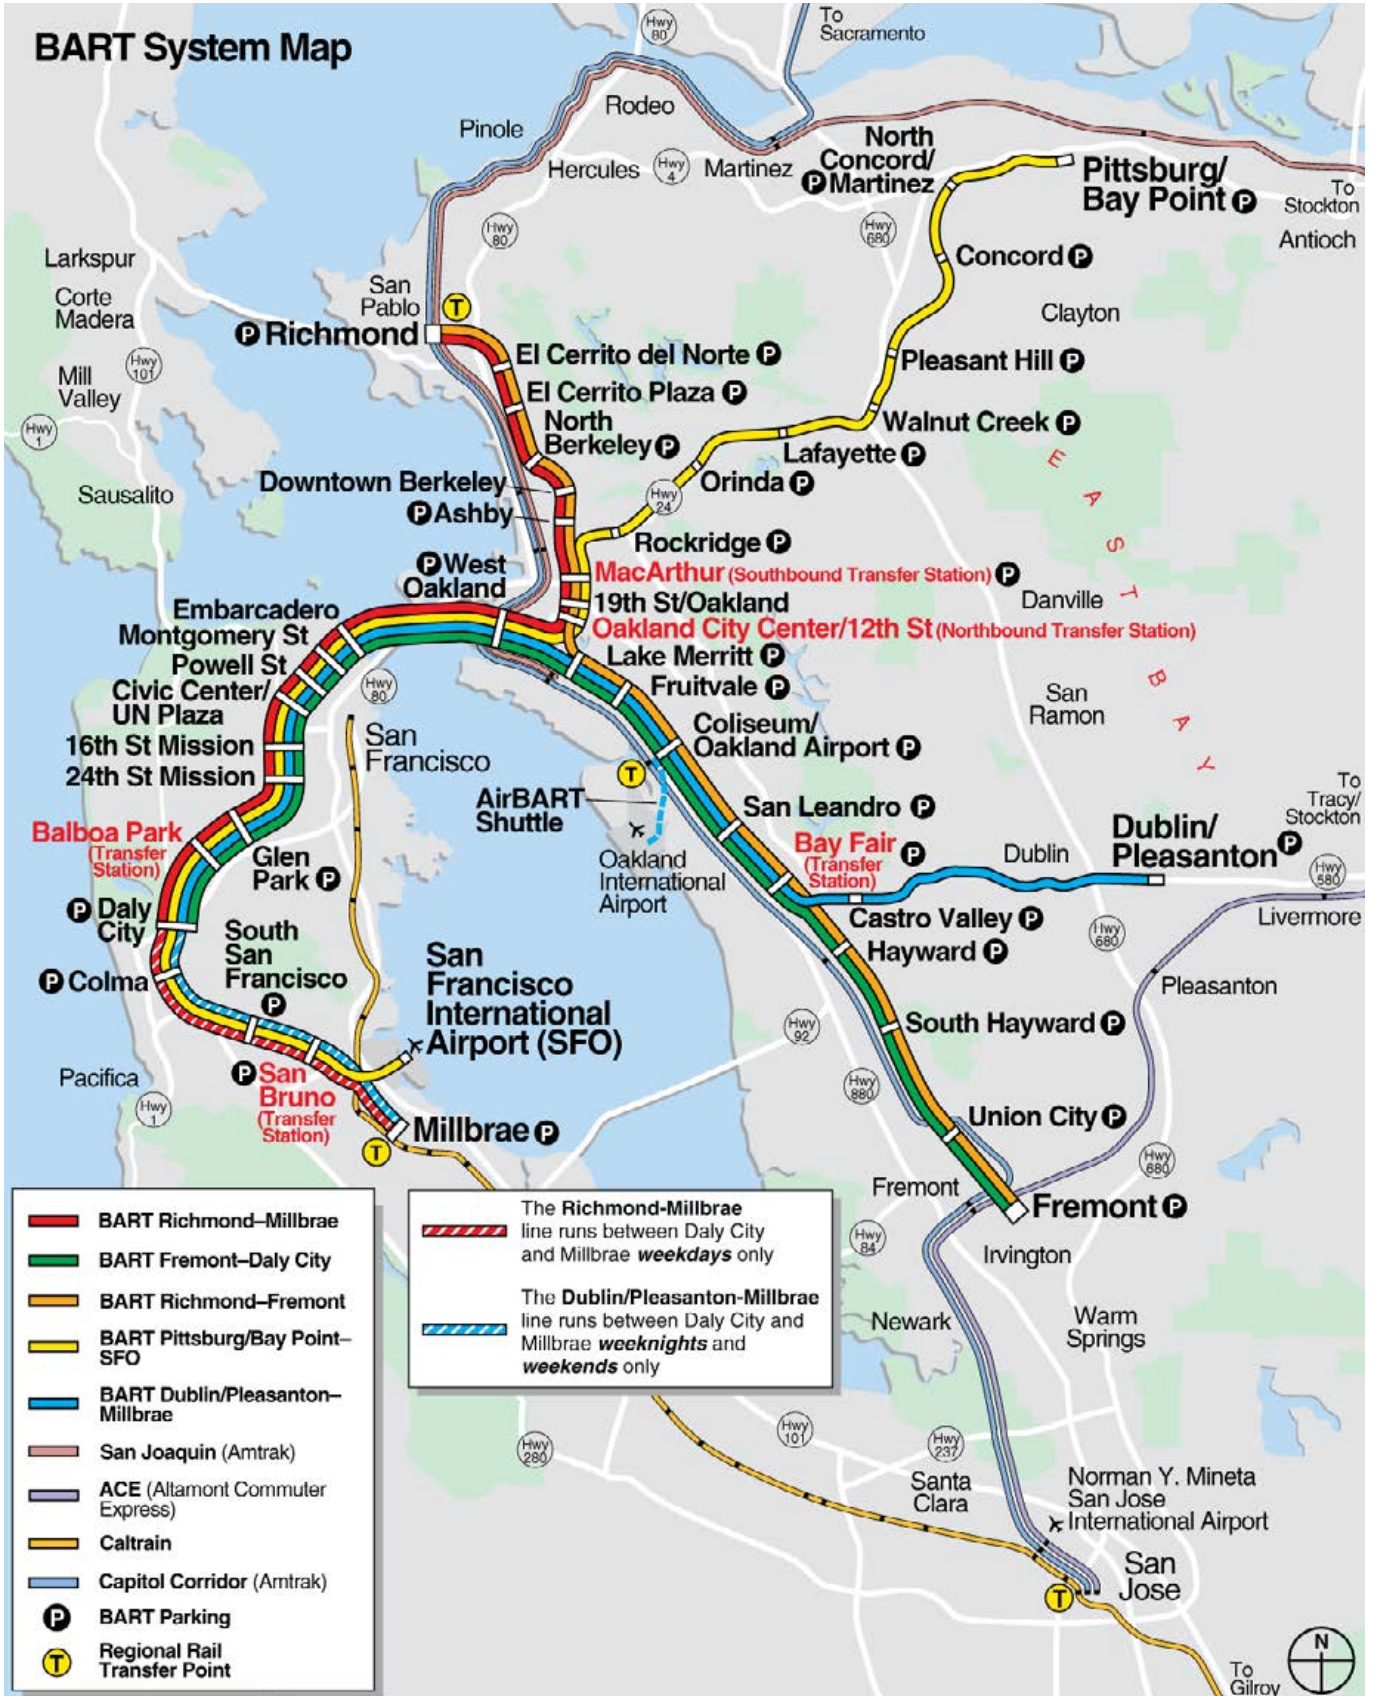 BART System Map
Hwy
80
To
Sacramento
Rodeo
Pinole
Hercules
Hwy
4
Martinez
North
Concord/
P Martinez
Pittsburg/
Bay Point P
To
Stockton
Antioch
Hwy
80
Hwy
680
Larkspur
Corte
Madera
San
Pablo
T
P Richmond
Concord P
Clayton
Hwy
101
Mill
Valley
Hwy
1
El Cerrito del Norte P
El Cerrito Plaza P
North
Berkeley P
Pleasant Hill P
Walnut Creek P
Lafayette P
Orinda P
Hwy
24
Sausalito
Downtown Berkeley
P Ashby
Rockridge P
P West
Oakland
MacArthur (Southbound Transfer Station) P
19th St/Oakland
Oakland City Center/12th St (Northbound Transfer Station)
Danville
EAST BAY
Embarcadero
Montgomery St
Powell St
Civic Center/
UN Plaza
16th St Mission
24th St Mission
Hwy
80
Lake Merritt P
Fruitvale P
Coliseum/
Oakland Airport P
San
Ramon
San
Francisco
T
AirBART
Shuttle
San Leandro P
To
Tracy/
Stockton
Balboa Park
(Transfer
Station)
Glen
Park P
Oakland
International
Airport
Bay Fair
(Transfer
Station)
P
Dublin
Dublin/
Pleasanton P
Hwy
580
Livermore
P Daly
City
South
San
Francisco
P
Castro Valley P
Hayward P
Hwy
680
P Colma
San
Francisco
International
Airport (SFO)
Pleasanton
South Hayward P
Hwy
92
Pacifica
Hwy
1
P San
Bruno
(Transfer
Station)
Hwy
880
Millbrae P
T
Union City P
Hwy
680
Fremont
Fremont P
Hwy
84
Irvington
Newark
Warm
Springs
BART Richmond–Millbrae
BART Fremont–Daly City
BART Richmond–Fremont
BART Pittsburg/Bay Point–
SFO
BART Dublin/Pleasanton–
Millbrae
San Joaquin (Amtrak)
ACE (Altamont Commuter
Express)
Caltrain
Capitol Corridor (Amtrak)
P BART Parking
T Regional Rail
Transfer Point
The Richmond-Millbrae
line runs between Daly City
and Millbrae weekdays only
The Dublin/Pleasanton-Millbrae
line runs between Daly City and
Millbrae weeknights and
weekends only
Hwy
280
Hwy
101
Hwy
237
Santa
Clara
Norman Y. Mineta
San Jose
International Airport
San
Jose
T
To
Gilroy
N